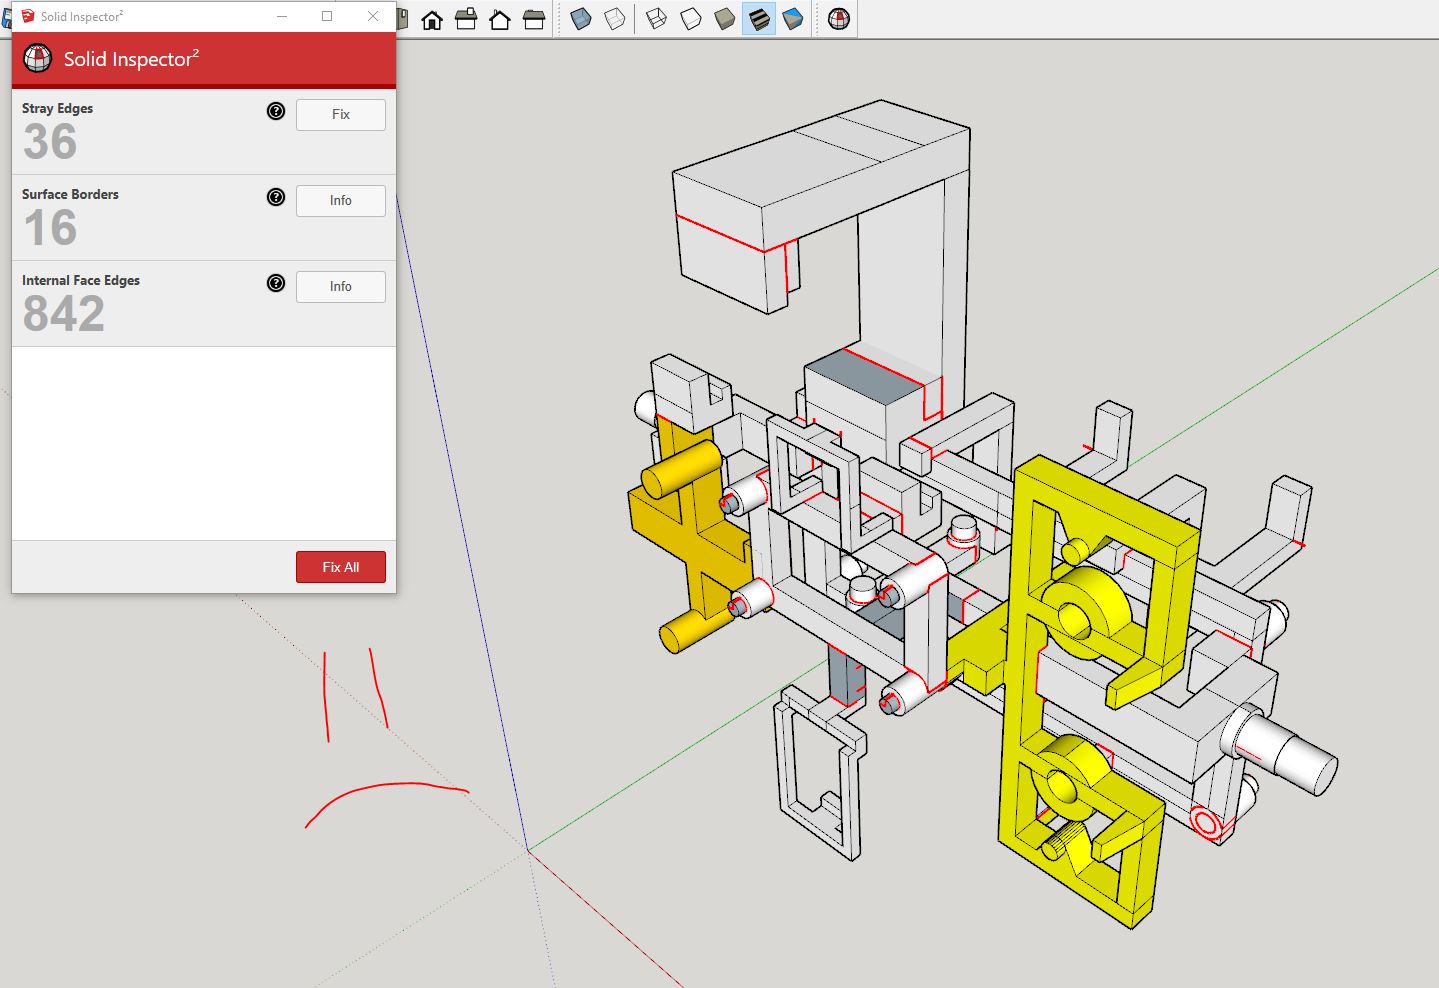 Solid Inspector²
Solid Inspector²
Stray Edges
36
Fix
Surface Borders
16
Info
Internal Face Edges
842
Info
Fix All